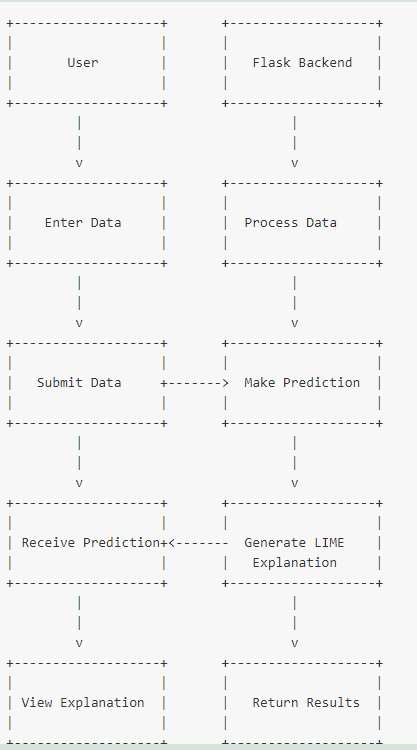 User
Flask Backend
Enter Data
Process Data
Submit Data
Make Prediction
Receive Prediction
Generate LIME
Explanation
View Explanation
Return Results